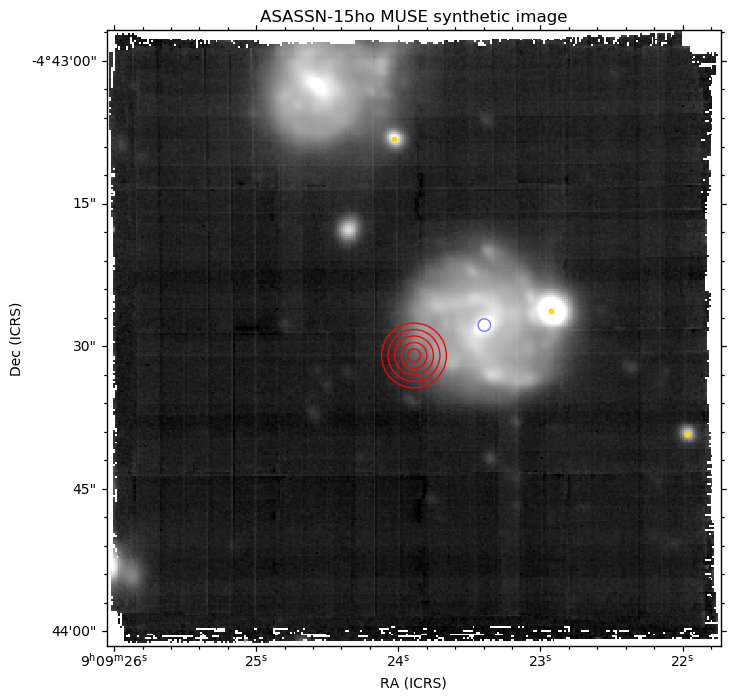 ASASSN-15ho MUSE synthetic image
-4°43'00"
15"
30"
45"
44'00"
Dec (ICRS)
9ʰ09ᵐ26ˢ
25ˢ
24ˢ
23ˢ
22ˢ
RA (ICRS)